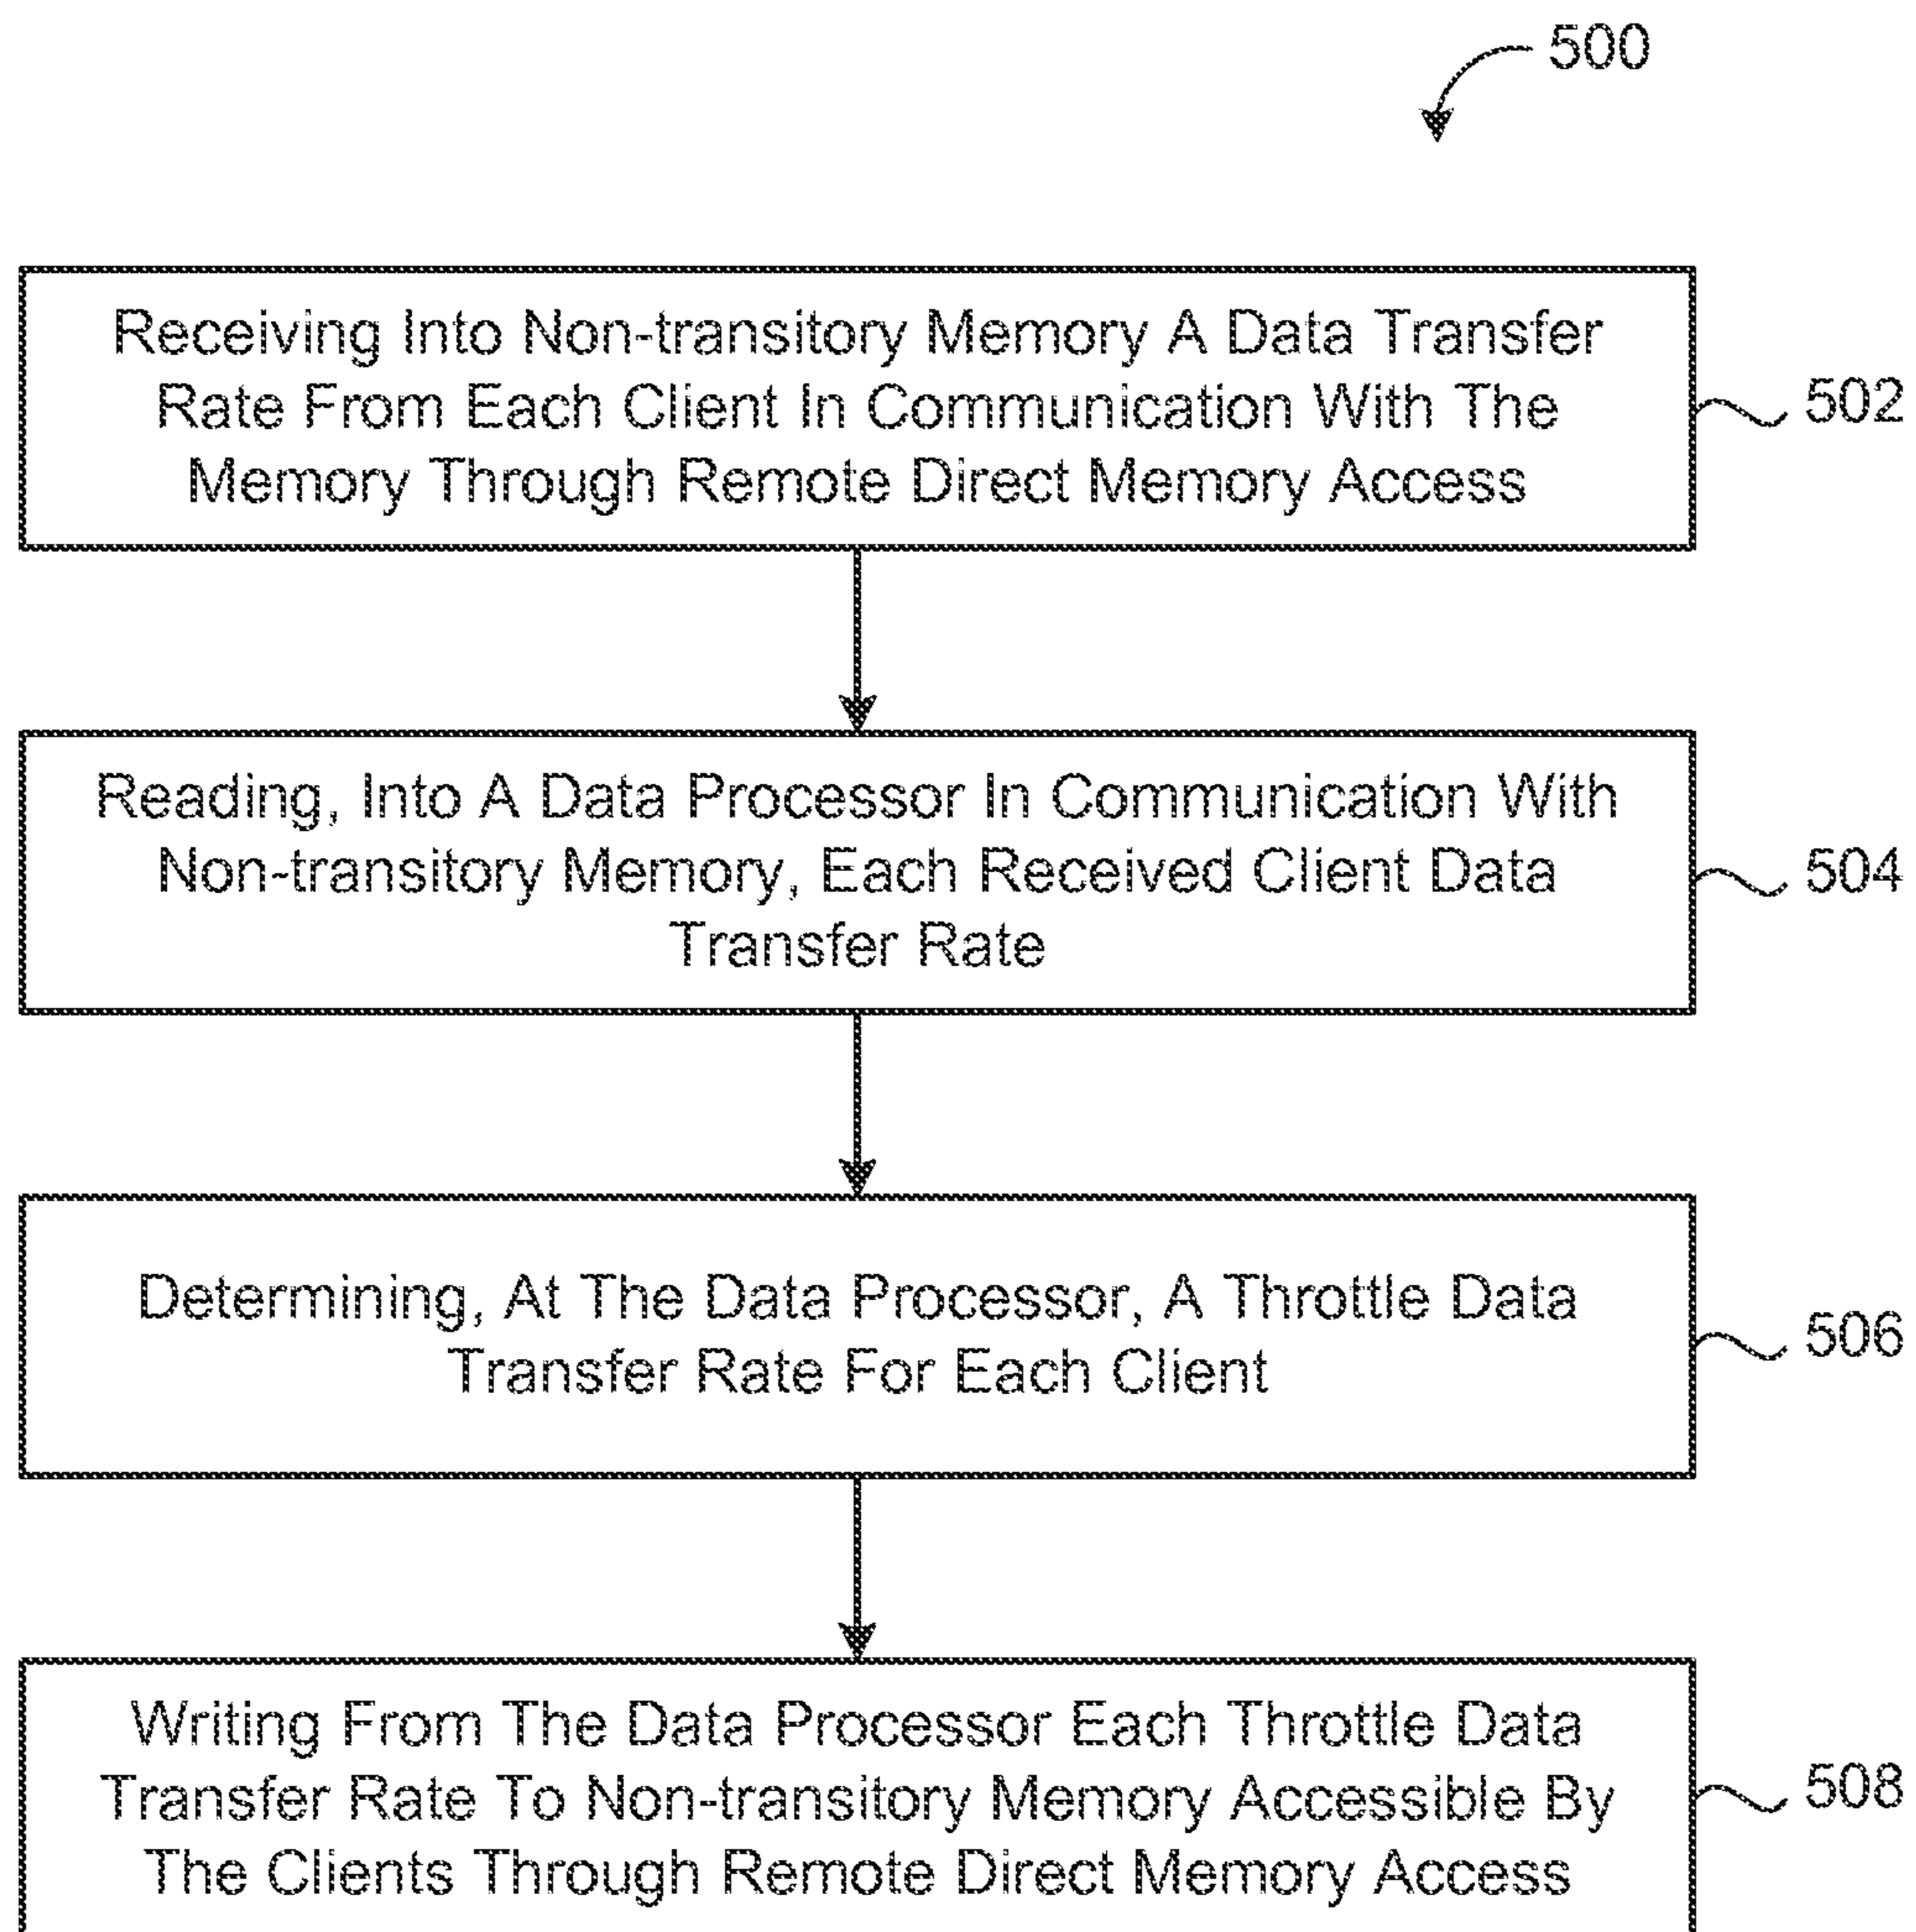 500
Receiving Into Non-transitory Memory A Data Transfer
Rate From Each Client In Communication With The
Memory Through Remote Direct Memory Access
502
Reading, Into A Data Processor In Communication With
Non-transitory Memory, Each Received Client Data
Transfer Rate
504
Determining, At The Data Processor, A Throttle Data
Transfer Rate For Each Client
506
Writing From The Data Processor Each Throttle Data
Transfer Rate To Non-transitory Memory Accessible By
The Clients Through Remote Direct Memory Access
508